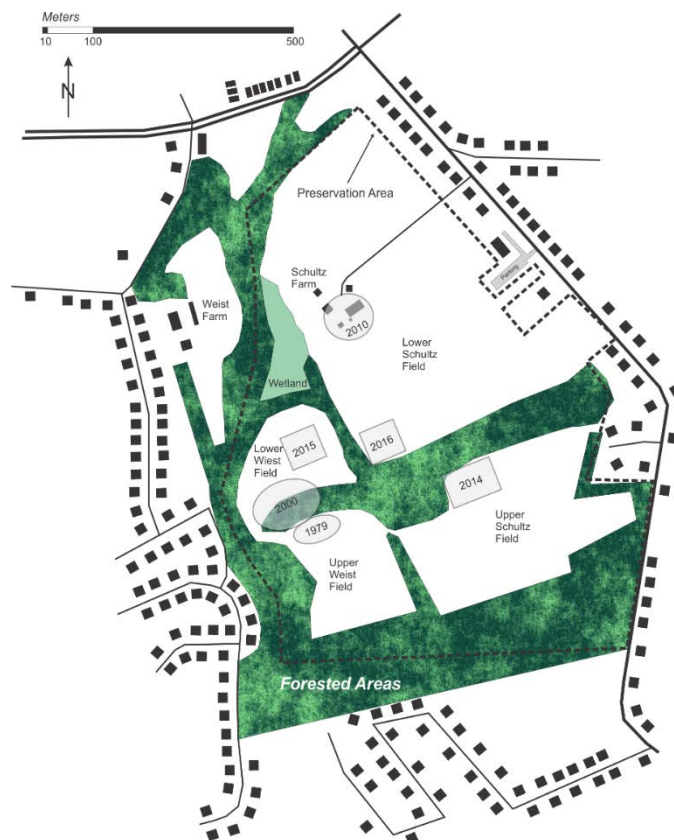 Meters
10 100 500
N
Preservation Area
Parking
Schultz
Farm
2010
Weist
Farm
Lower
Schultz
Field
Wetland
Lower
Wiest
Field
2015
2016
2014
2000
1979
Upper
Schultz
Field
Upper
Weist
Field
Forested Areas